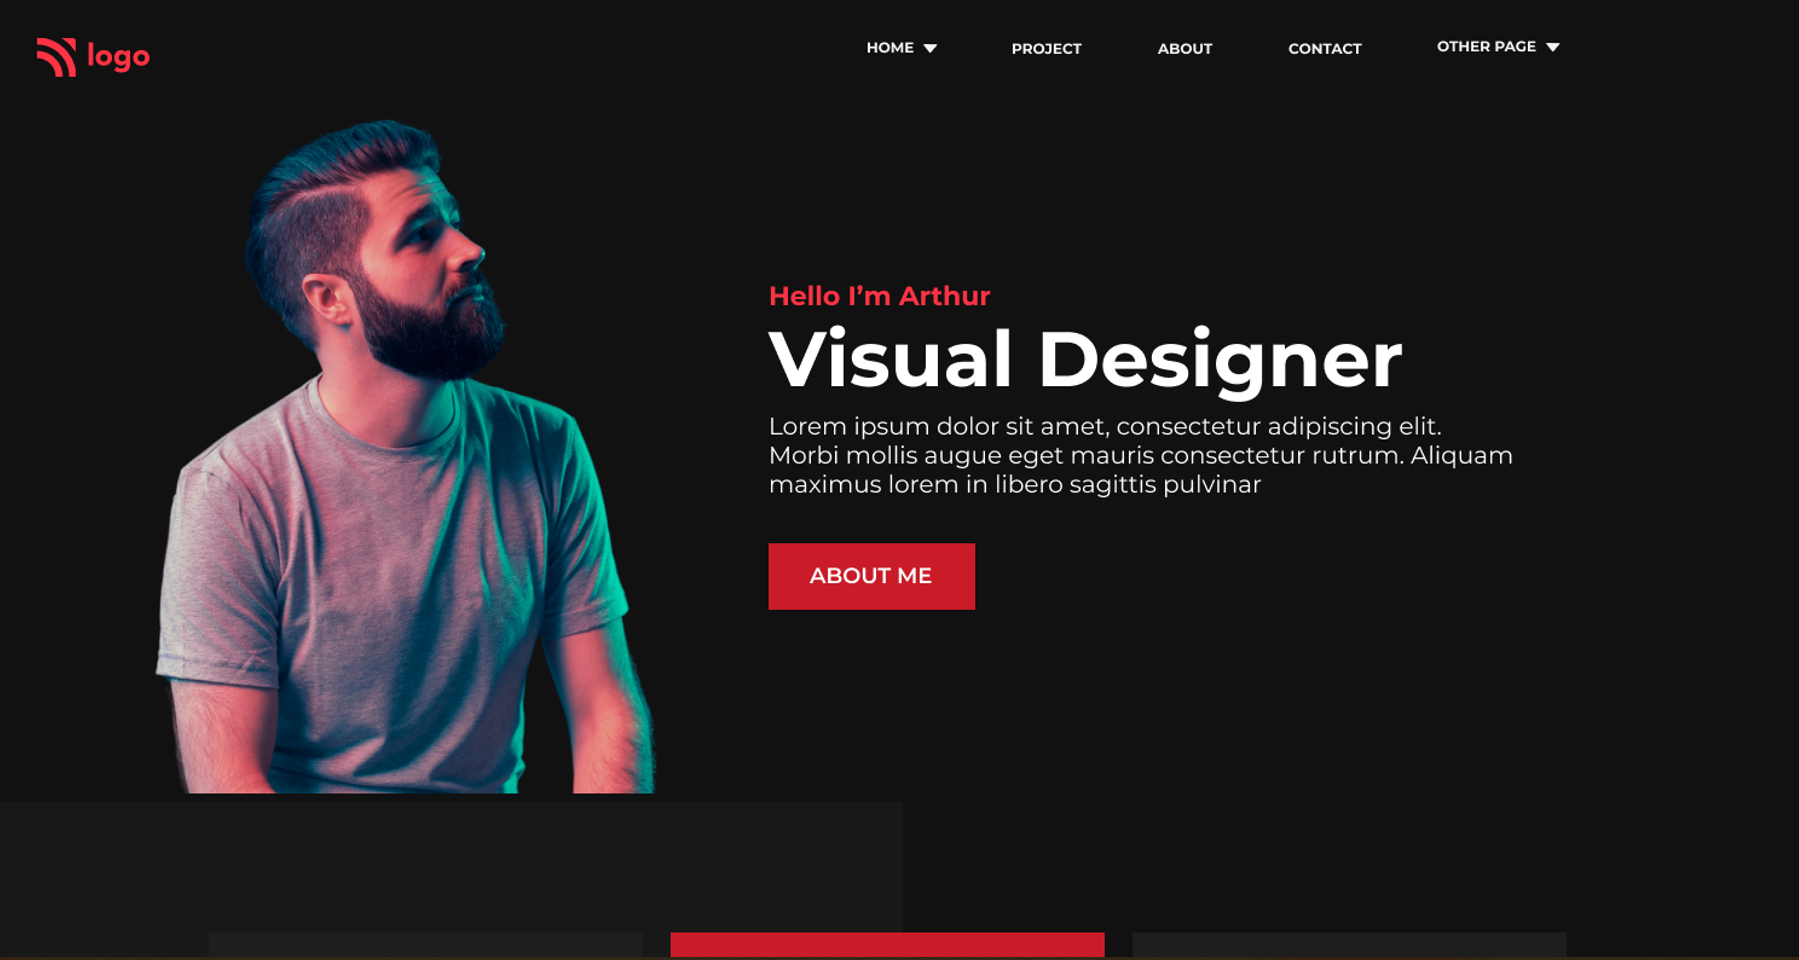 logo
HOME
PROJECT
ABOUT
CONTACT
OTHER PAGE
Hello I’m Arthur
Visual Designer
Lorem ipsum dolor sit amet, consectetur adipiscing elit.
Morbi mollis augue eget mauris consectetur rutrum. Aliquam
maximus lorem in libero sagittis pulvinar
ABOUT ME